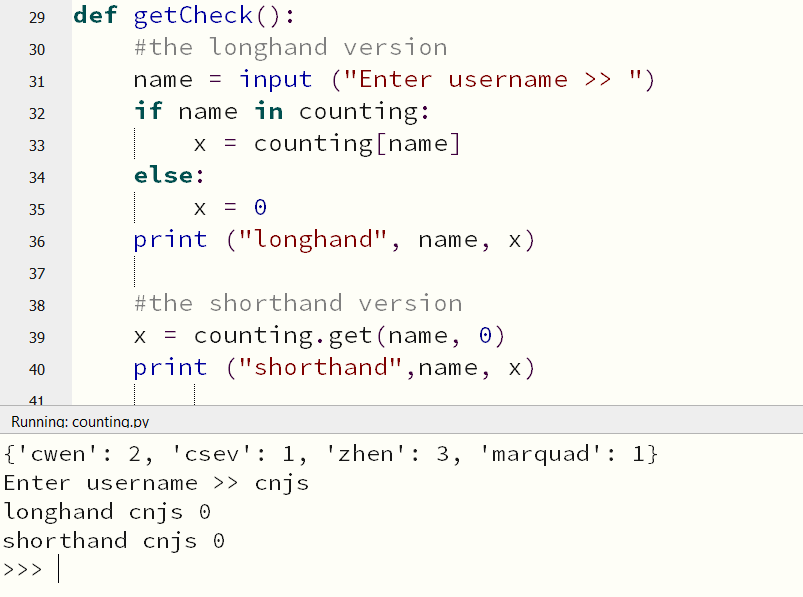 29 def getCheck():
30 #the longhand version
31 name = input ("Enter username >> ")
32 if name in counting:
33 x = counting[name]
34 else:
35 x = 0
36 print ("longhand", name, x)
37
38 #the shorthand version
39 x = counting.get(name, 0)
40 print ("shorthand",name, x)
41
Running: counting.py
{'cwen': 2, 'csev': 1, 'zhen': 3, 'marquad': 1}
Enter username >> cnjs
longhand cnjs 0
shorthand cnjs 0
>>>